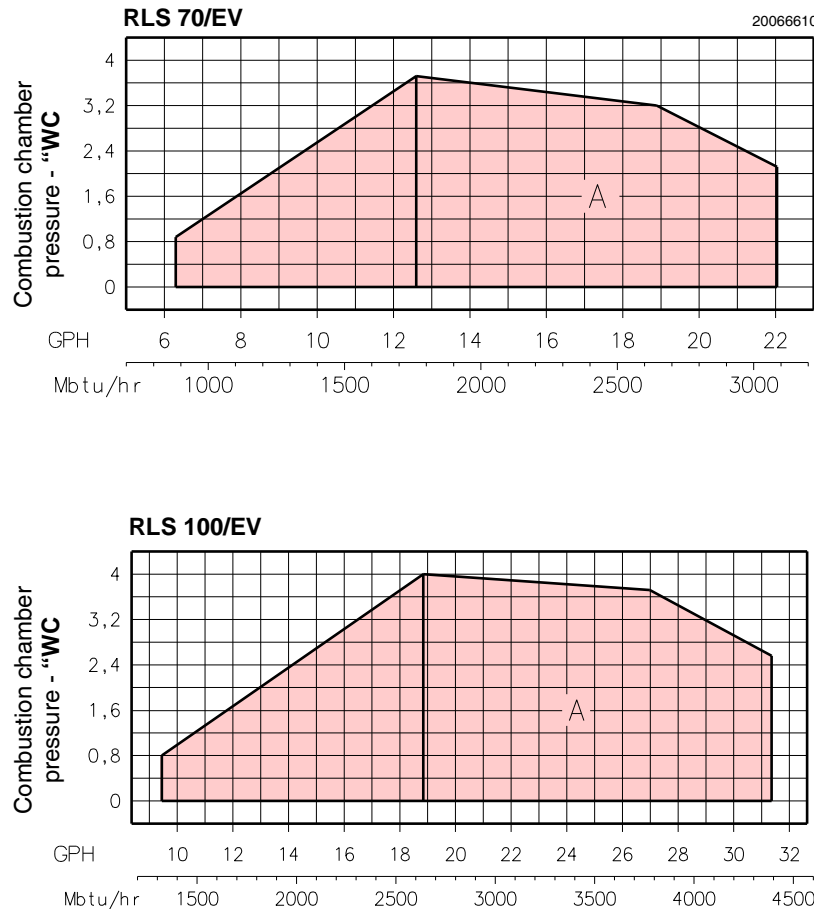 RLS 70/EV
20066610
Combustion chamber
pressure - “WC
4
3,2
2,4
1,6
0,8
0
A
GPH 6 8 10 12 14 16 18 20 22
Mbtu/hr 1000 1500 2000 2500 3000
RLS 100/EV
Combustion chamber
pressure - “WC
4
3,2
2,4
1,6
0,8
0
A
GPH 10 12 14 16 18 20 22 24 26 28 30 32
Mbtu/hr 1500 2000 2500 3000 3500 4000 4500